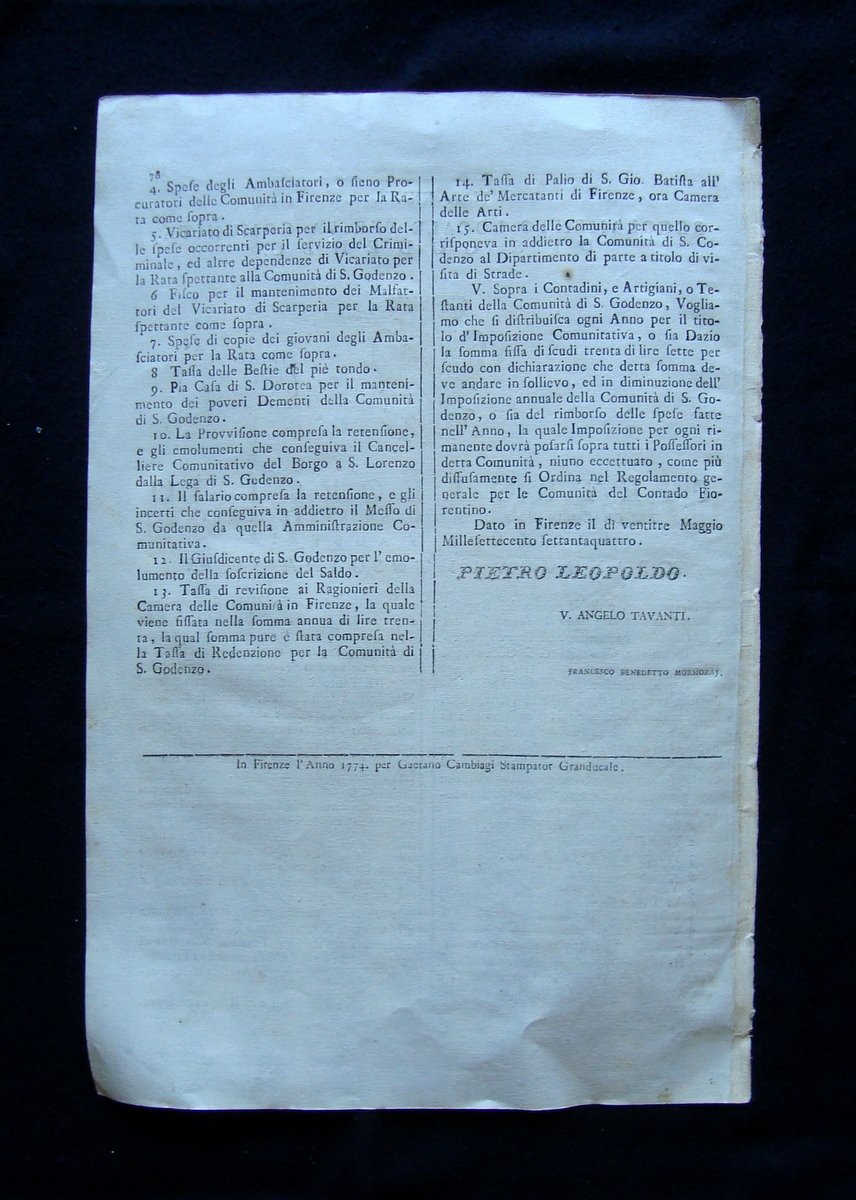 78
4. Speſe degli Ambaſciatori, o ſieno Pro-
curatori delle Comunità in Firenze per la Ra-
ta come ſopra.
5. Vicariato di Scarperia per il rimborſo del-
le ſpeſe occorrenti per il ſervizio del Crimi-
minale, ed altre dependenze di Vicariato per
la Rata ſpettante alla Comunità di S. Godenzo.
6 Fiſco per il mantenimento dei Malfat-
tori del Vicariato di Scarperia per la Rata
ſpettante come ſopra.
7. Speſe di copie dei giovani degli Amba-
ſciatori per la Rata come ſopra.
8 Taſſa delle Beſtie del piè tondo.
9. Pia Caſa di S. Dorotea per il manteni-
mento dei poveri Dementi della Comunità
di S. Godenzo.
10. La Provviſione compreſa la retenſione,
e gli emolumenti che conſeguiva il Cancel-
liere Comunitativo del Borgo a S. Lorenzo
dalla Lega di S. Godenzo.
11. Il ſalario compreſa la retenſione, e gli
incerti che conſeguiva in addietro il Meſſo di
S. Godenzo da quella Amminiſtrazione Co-
munitativa.
12. Il Giuſdicente di S. Godenzo per l' emo-
lumento della ſoſcrizione del Saldo.
13. Taſſa di reviſione ai Ragionieri della
Camera delle Comunità in Firenze, la quale
viene fiſſata nella ſomma annua di lire tren-
ta, la qual ſomma pure è ſtata compreſa nel-
la Taſſa di Redenzione per la Comunità di
S. Godenzo.
14. Taſſa di Palio di S. Gio. Batiſta all'
Arte de' Mercatanti di Firenze, ora Camera
delle Arti.
15. Camera delle Comunità per quello cor-
riſponeva in addietro la Comunità di S. Co-
denzo al Dipartimento di parte a titolo di vi-
ſita di Strade.
V. Sopra i Contadini, e Artigiani, o Te-
ſtanti della Comunità di S. Godenzo, Voglia-
mo che ſi diſtribuiſca ogni Anno per il tito-
lo d' Impoſizione Comunitativa, o ſia Dazio
la ſomma fiſſa di ſcudi trenta di lire ſette per
ſcudo con dichiarazione che detta ſomma de-
ve andare in ſollievo, ed in diminuzione dell'
Impoſizione annuale della Comunità di S. Go-
denzo, o ſia del rimborſo delle ſpeſe fatte
nell' Anno, la quale Impoſizione per ogni ri-
manente dovrà poſarſi ſopra tutti i Poſſeſſori in
detta Comunità, niuno eccettuato, come più
diffuſamente ſi Ordina nel Regolamento ge-
nerale per le Comunità del Contado Fio-
rentino.
Dato in Firenze il dì ventitre Maggio
Milleſettecento ſettantaquattro.
PIETRO LEOPOLDO.
V. ANGELO TAVANTI.
FRANCESCO BENEDETTO MORMORAJ.
In Firenze l'Anno 1774. per Gaetano Cambiagi Stampator Granducale.